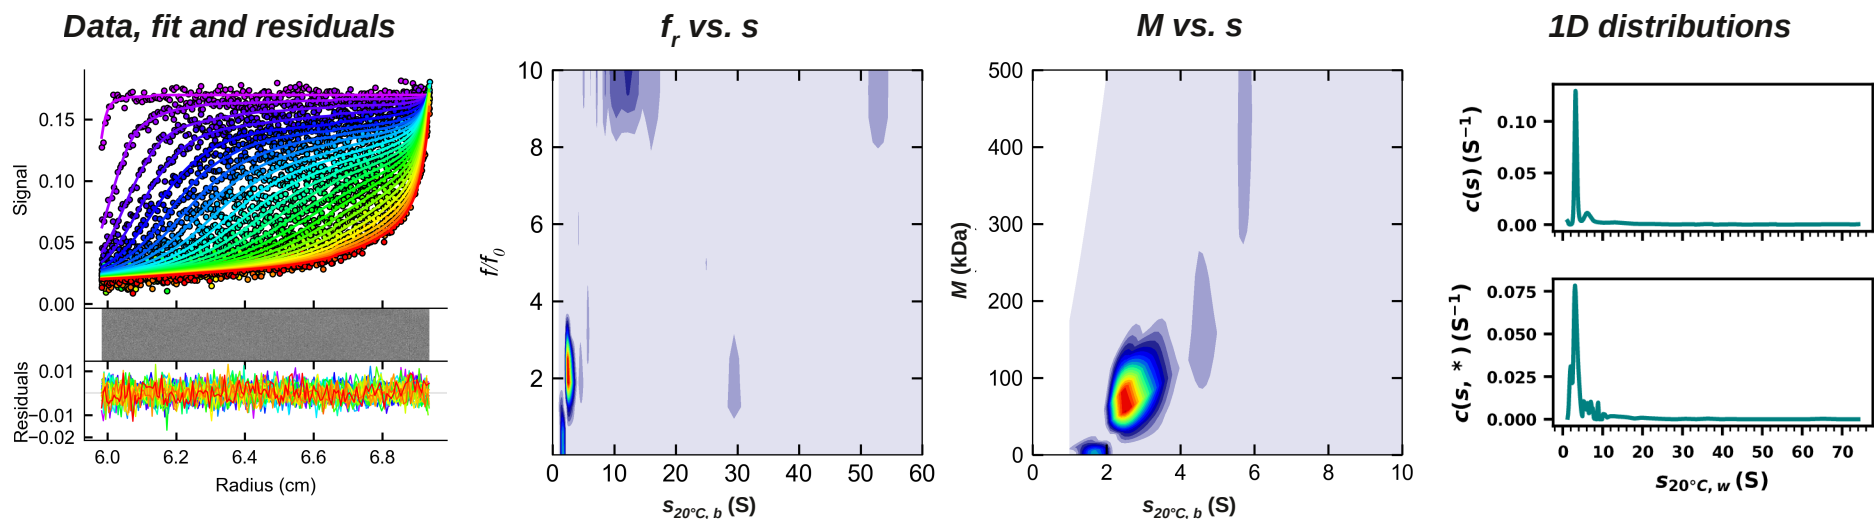 Data, fit and residuals
Signal
0.15
0.10
0.05
0.00
Residuals
0.01
−0.01
−0.02
6.0 6.2 6.4 6.6 6.8
Radius (cm)
fr vs. s
f/f0
10
8
6
4
2
0 10 20 30 40 50 60
s20°C, b (S)
M vs. s
M (kDa)
500
400
300
200
100
0
0 2 4 6 8 10
s20°C, b (S)
1D distributions
c(s) (S−1)
0.10
0.05
0.00
c(s, *) (S−1)
0.075
0.050
0.025
0.000
0 10 20 30 40 50 60 70
s20°C, w (S)